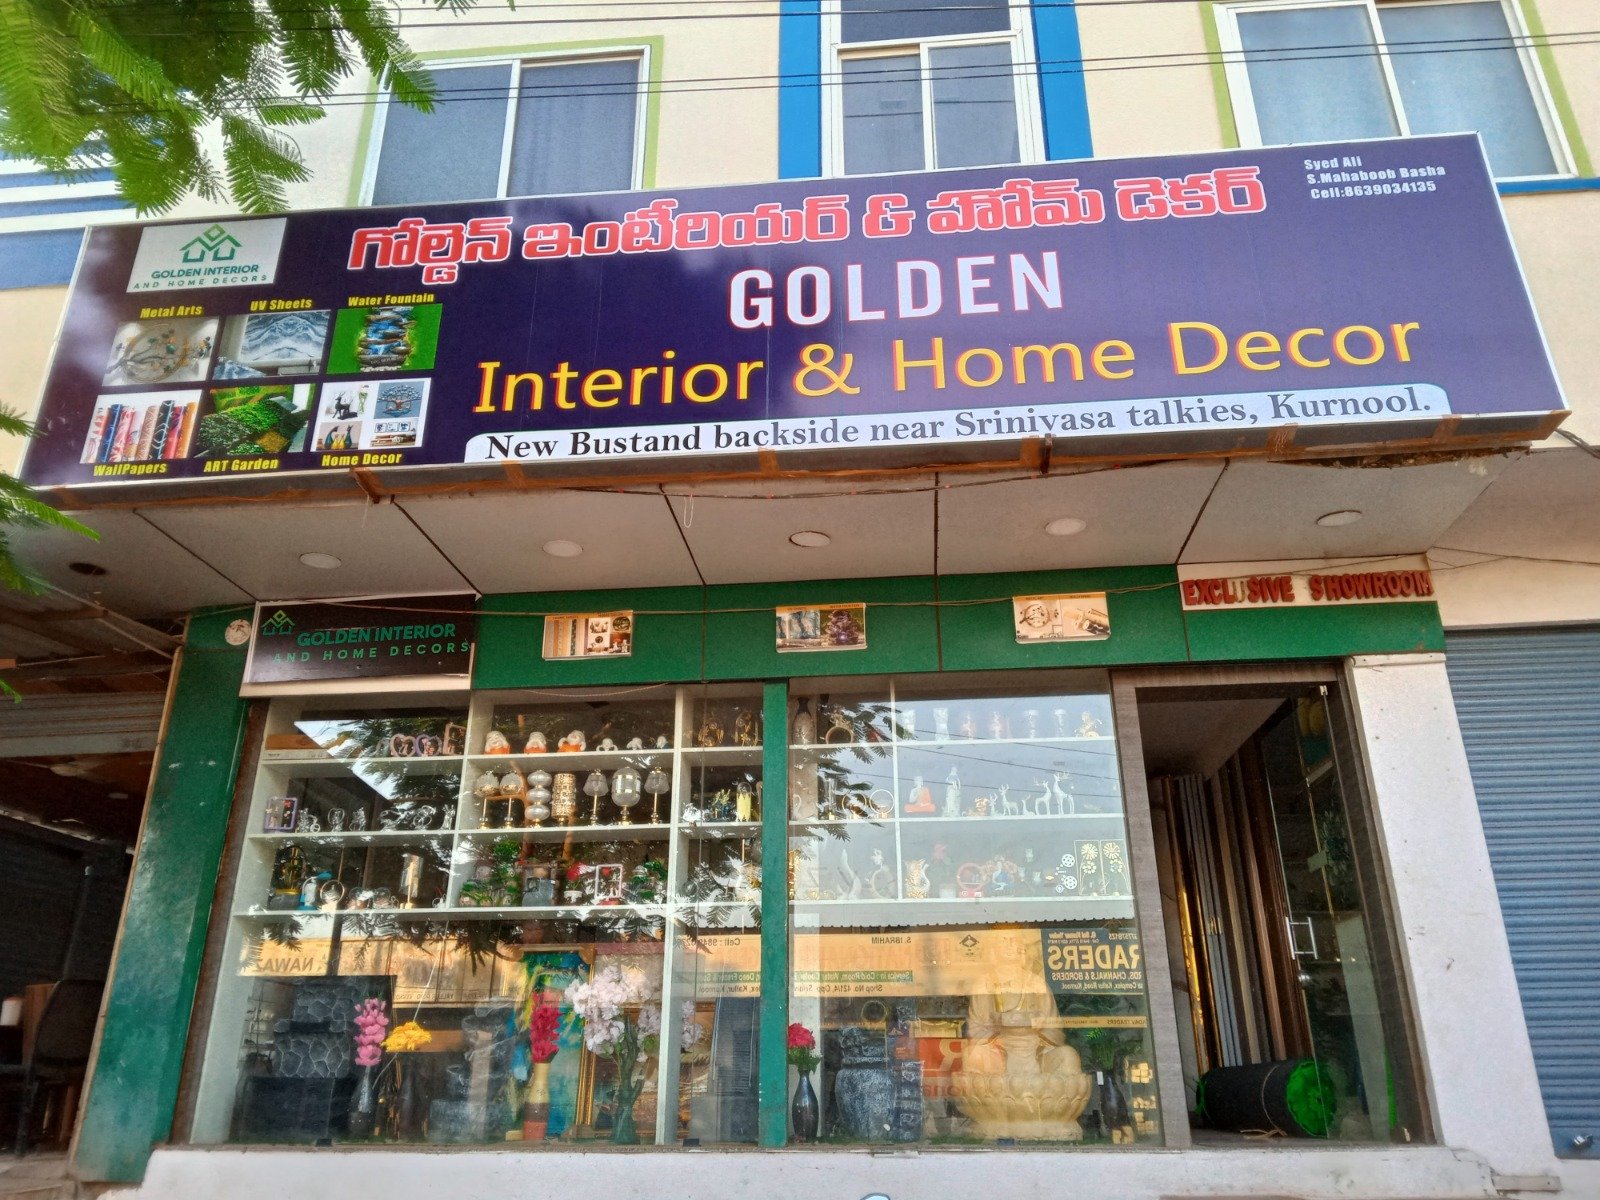 Syed Ali
S.Mahaboob Basha
Cell:8639034135
గోల్డెన్ ఇంటీరియర్ & హోమ్ డెకర్
GOLDEN INTERIOR
AND HOME DECORS
GOLDEN
Interior & Home Decor
New Bustand backside near Srinivasa talkies, Kurnool.
Metal Arts
UV Sheets
Water Fountain
WallPapers
ART Garden
Home Decor
EXCLUSIVE SHOWROOM
GOLDEN INTERIOR
AND HOME DECORS
S. IBRAHIM
RADERS